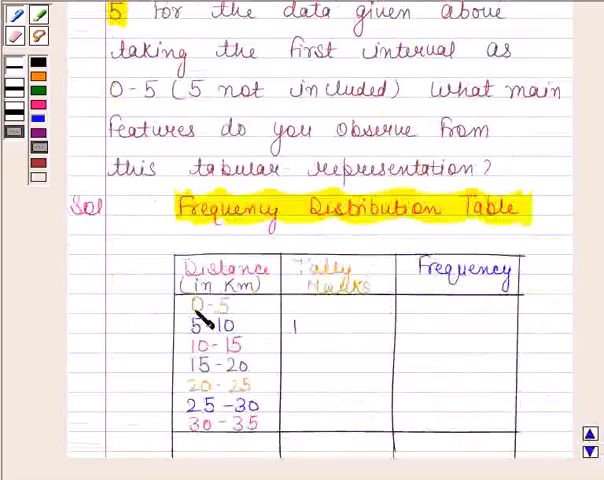 5 for the data given above
taking the first interval as
0-5 (5 not included) What main
features do you observe from
this tabular representation?
Sol Frequency Distribution Table
Distance (in Km) Tally Marks Frequency
0-5
5-10 |
10-15
15-20
20-25
25-30
30-35